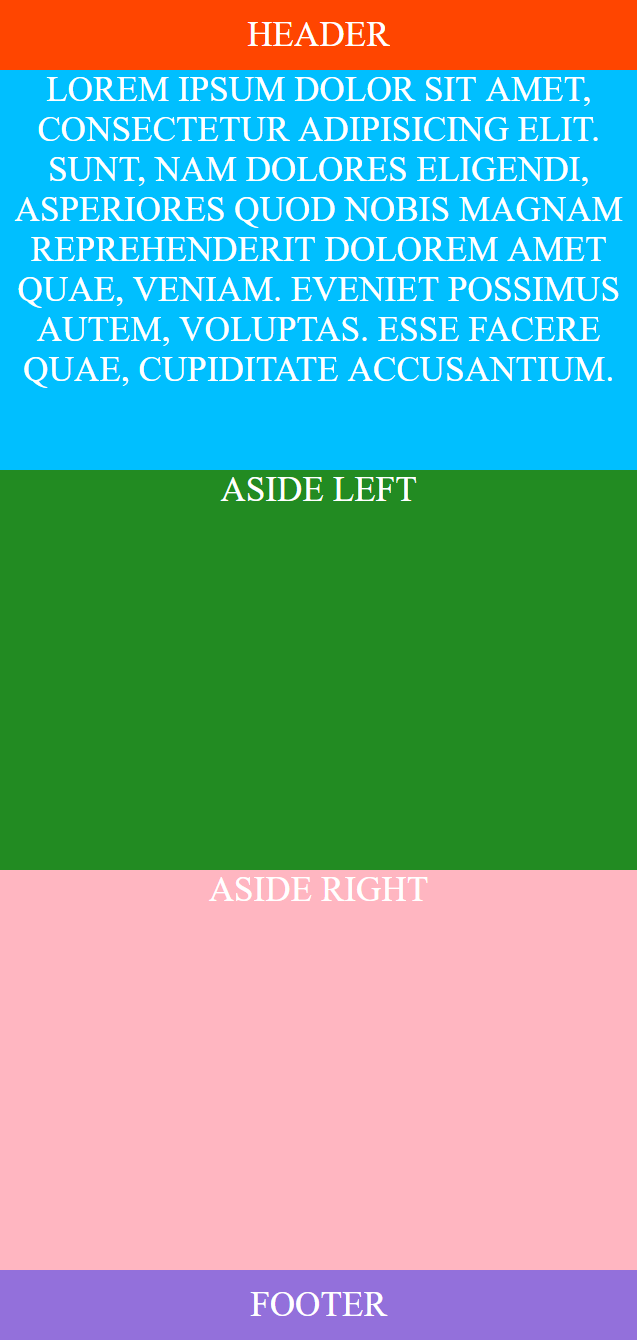 HEADER
LOREM IPSUM DOLOR SIT AMET,
CONSECTETUR ADIPISICING ELIT.
SUNT, NAM DOLORES ELIGENDI,
ASPERIORES QUOD NOBIS MAGNAM
REPREHENDERIT DOLOREM AMET
QUAE, VENIAM. EVENIET POSSIMUS
AUTEM, VOLUPTAS. ESSE FACERE
QUAE, CUPIDITATE ACCUSANTIUM.
ASIDE LEFT
ASIDE RIGHT
FOOTER